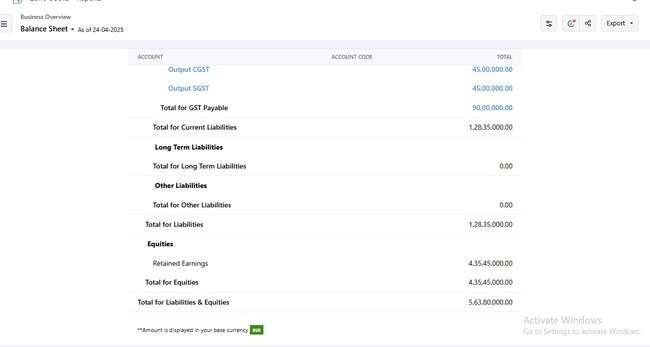 Business Overview
Balance Sheet • As of 24-04-2025
Export
ACCOUNT ACCOUNT CODE TOTAL
Output CGST 45,00,000.00
Output SGST 45,00,000.00
Total for GST Payable 90,00,000.00
Total for Current Liabilities 1,28,35,000.00
Long Term Liabilities
Total for Long Term Liabilities 0.00
Other Liabilities
Total for Other Liabilities 0.00
Total for Liabilities 1,28,35,000.00
Equities
Retained Earnings 4,35,45,000.00
Total for Equities 4,35,45,000.00
Total for Liabilities & Equities 5,63,80,000.00
**Amount is displayed in your base currency INR
Activate Windows
Go to Settings to activate Windows.